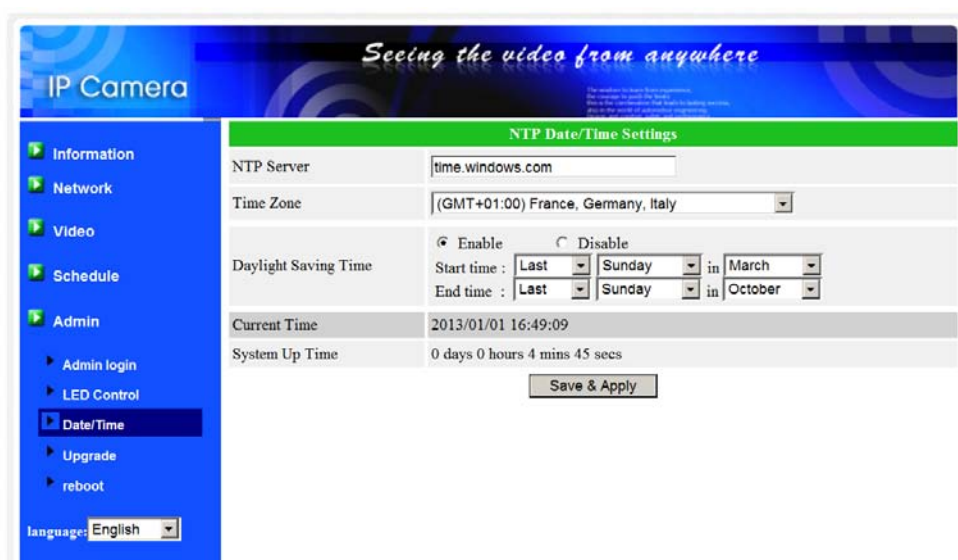 Seeing the video from anywhere
IP Camera
Information
Network
Video
Schedule
Admin
Admin login
LED Control
Date/Time
Upgrade
reboot
language: English
NTP Date/Time Settings
NTP Server time.windows.com
Time Zone (GMT+01:00) France, Germany, Italy
Daylight Saving Time
Enable Disable
Start time : Last Sunday in March
End time : Last Sunday in October
Current Time 2013/01/01 16:49:09
System Up Time 0 days 0 hours 4 mins 45 secs
Save & Apply